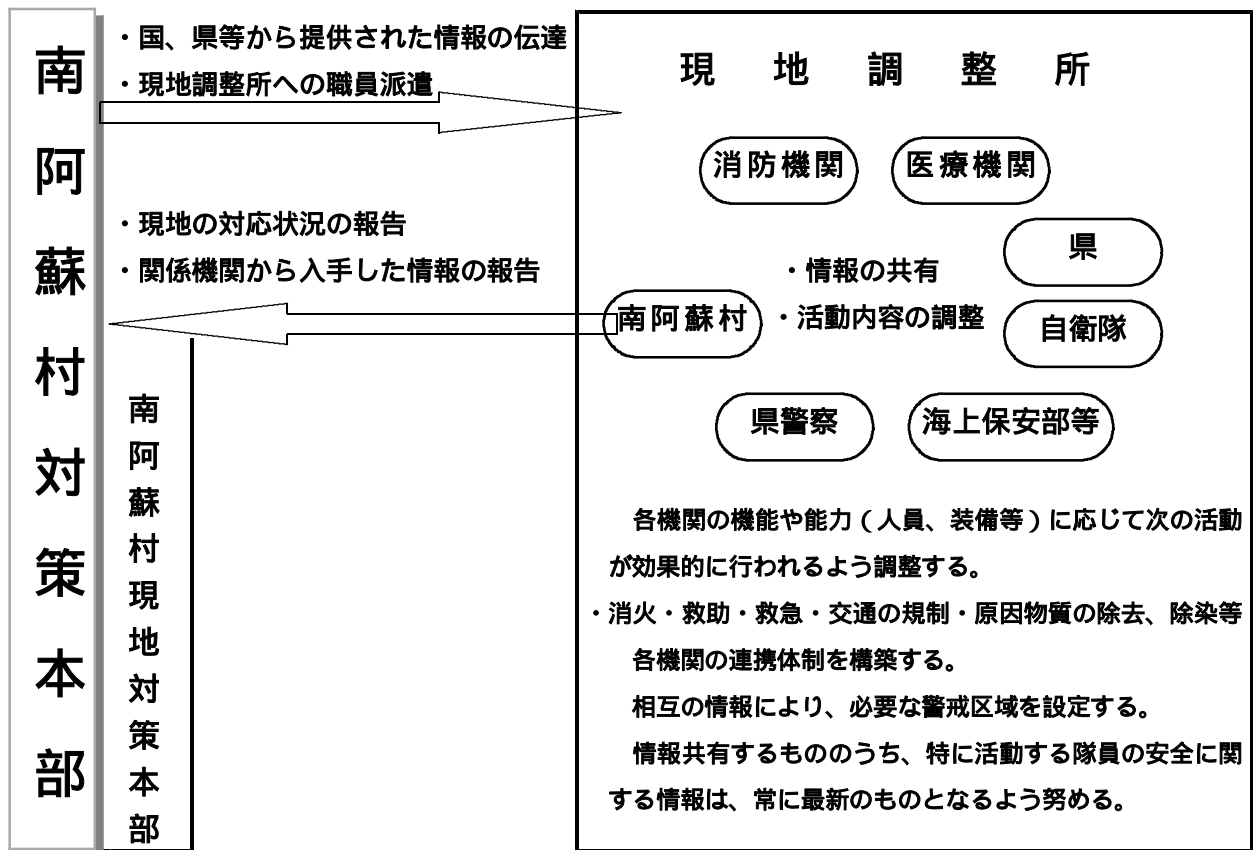 南阿蘇村対策本部
・国、県等から提供された情報の伝達
・現地調整所への職員派遣
・現地の対応状況の報告
・関係機関から入手した情報の報告
南阿蘇村現地対策本部
現地調整所
消防機関
医療機関
県
・情報の共有
南阿蘇村
・活動内容の調整
自衛隊
県警察
海上保安部等
各機関の機能や能力(人員、装備等)に応じて次の活動
が効果的に行われるよう調整する。
・消火・救助・救急・交通の規制・原因物質の除去、除染等
各機関の連携体制を構築する。
相互の情報により、必要な警戒区域を設定する。
情報共有するもののうち、特に活動する隊員の安全に関
する情報は、常に最新のものとなるよう努める。